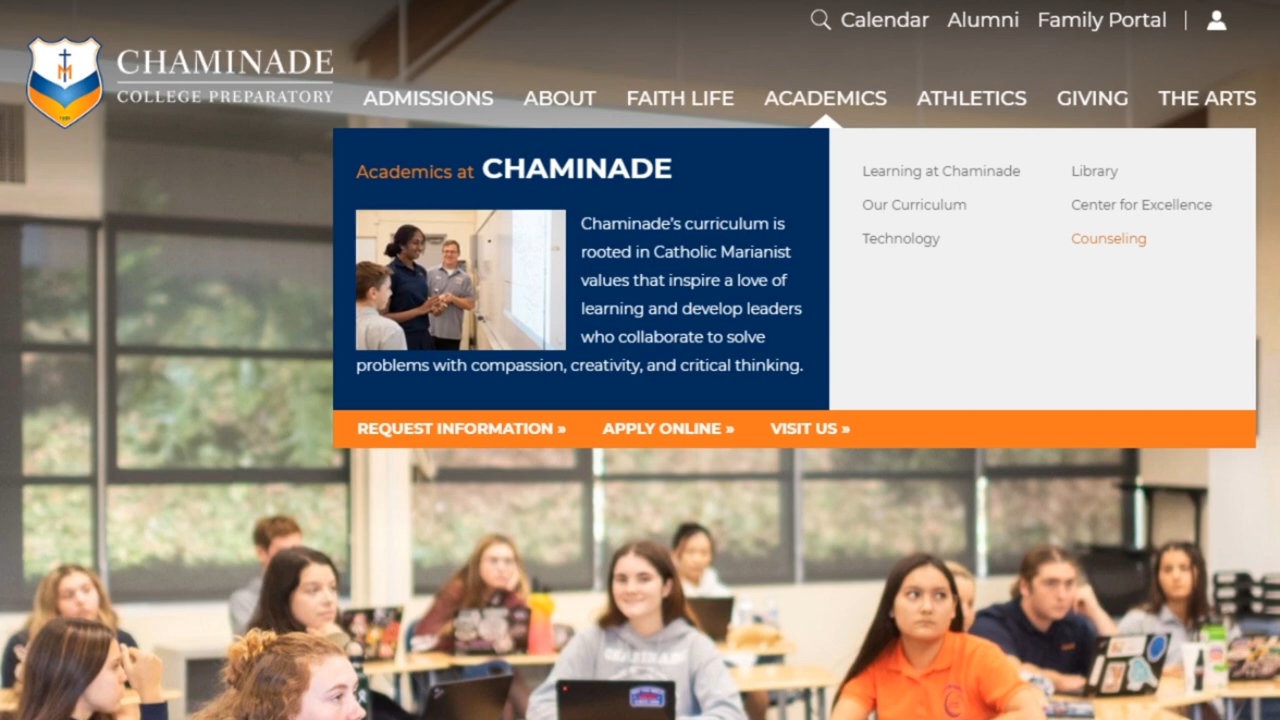 Calendar Alumni Family Portal
CHAMINADE
COLLEGE PREPARATORY
ADMISSIONS ABOUT FAITH LIFE ACADEMICS ATHLETICS GIVING THE ARTS
Academics at CHAMINADE
Chaminade's curriculum is
rooted in Catholic Marianist
values that inspire a love of
learning and develop leaders
who collaborate to solve
problems with compassion, creativity, and critical thinking.
Learning at Chaminade
Our Curriculum
Technology
Library
Center for Excellence
Counseling
REQUEST INFORMATION » APPLY ONLINE » VISIT US »
CHAMINADE